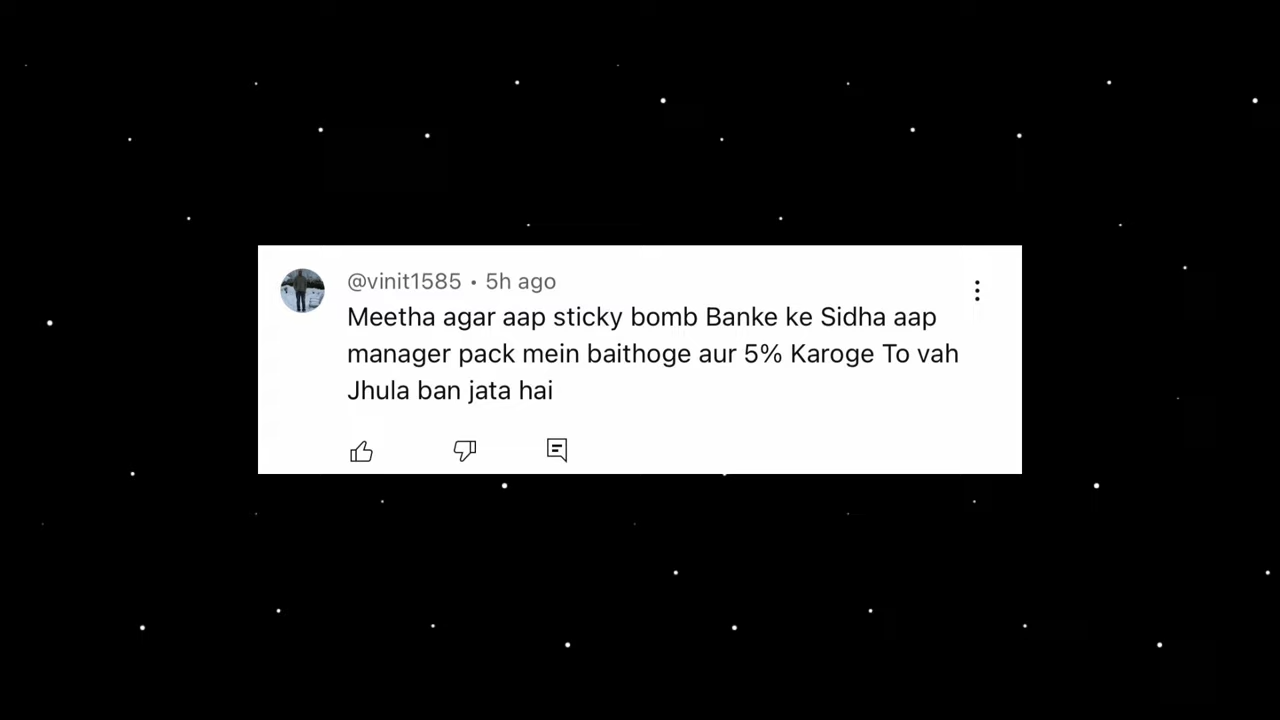 @vinit1585 • 5h ago
Meetha agar aap sticky bomb Banke ke Sidha aap
manager pack mein baithoge aur 5% Karoge To vah
Jhula ban jata hai